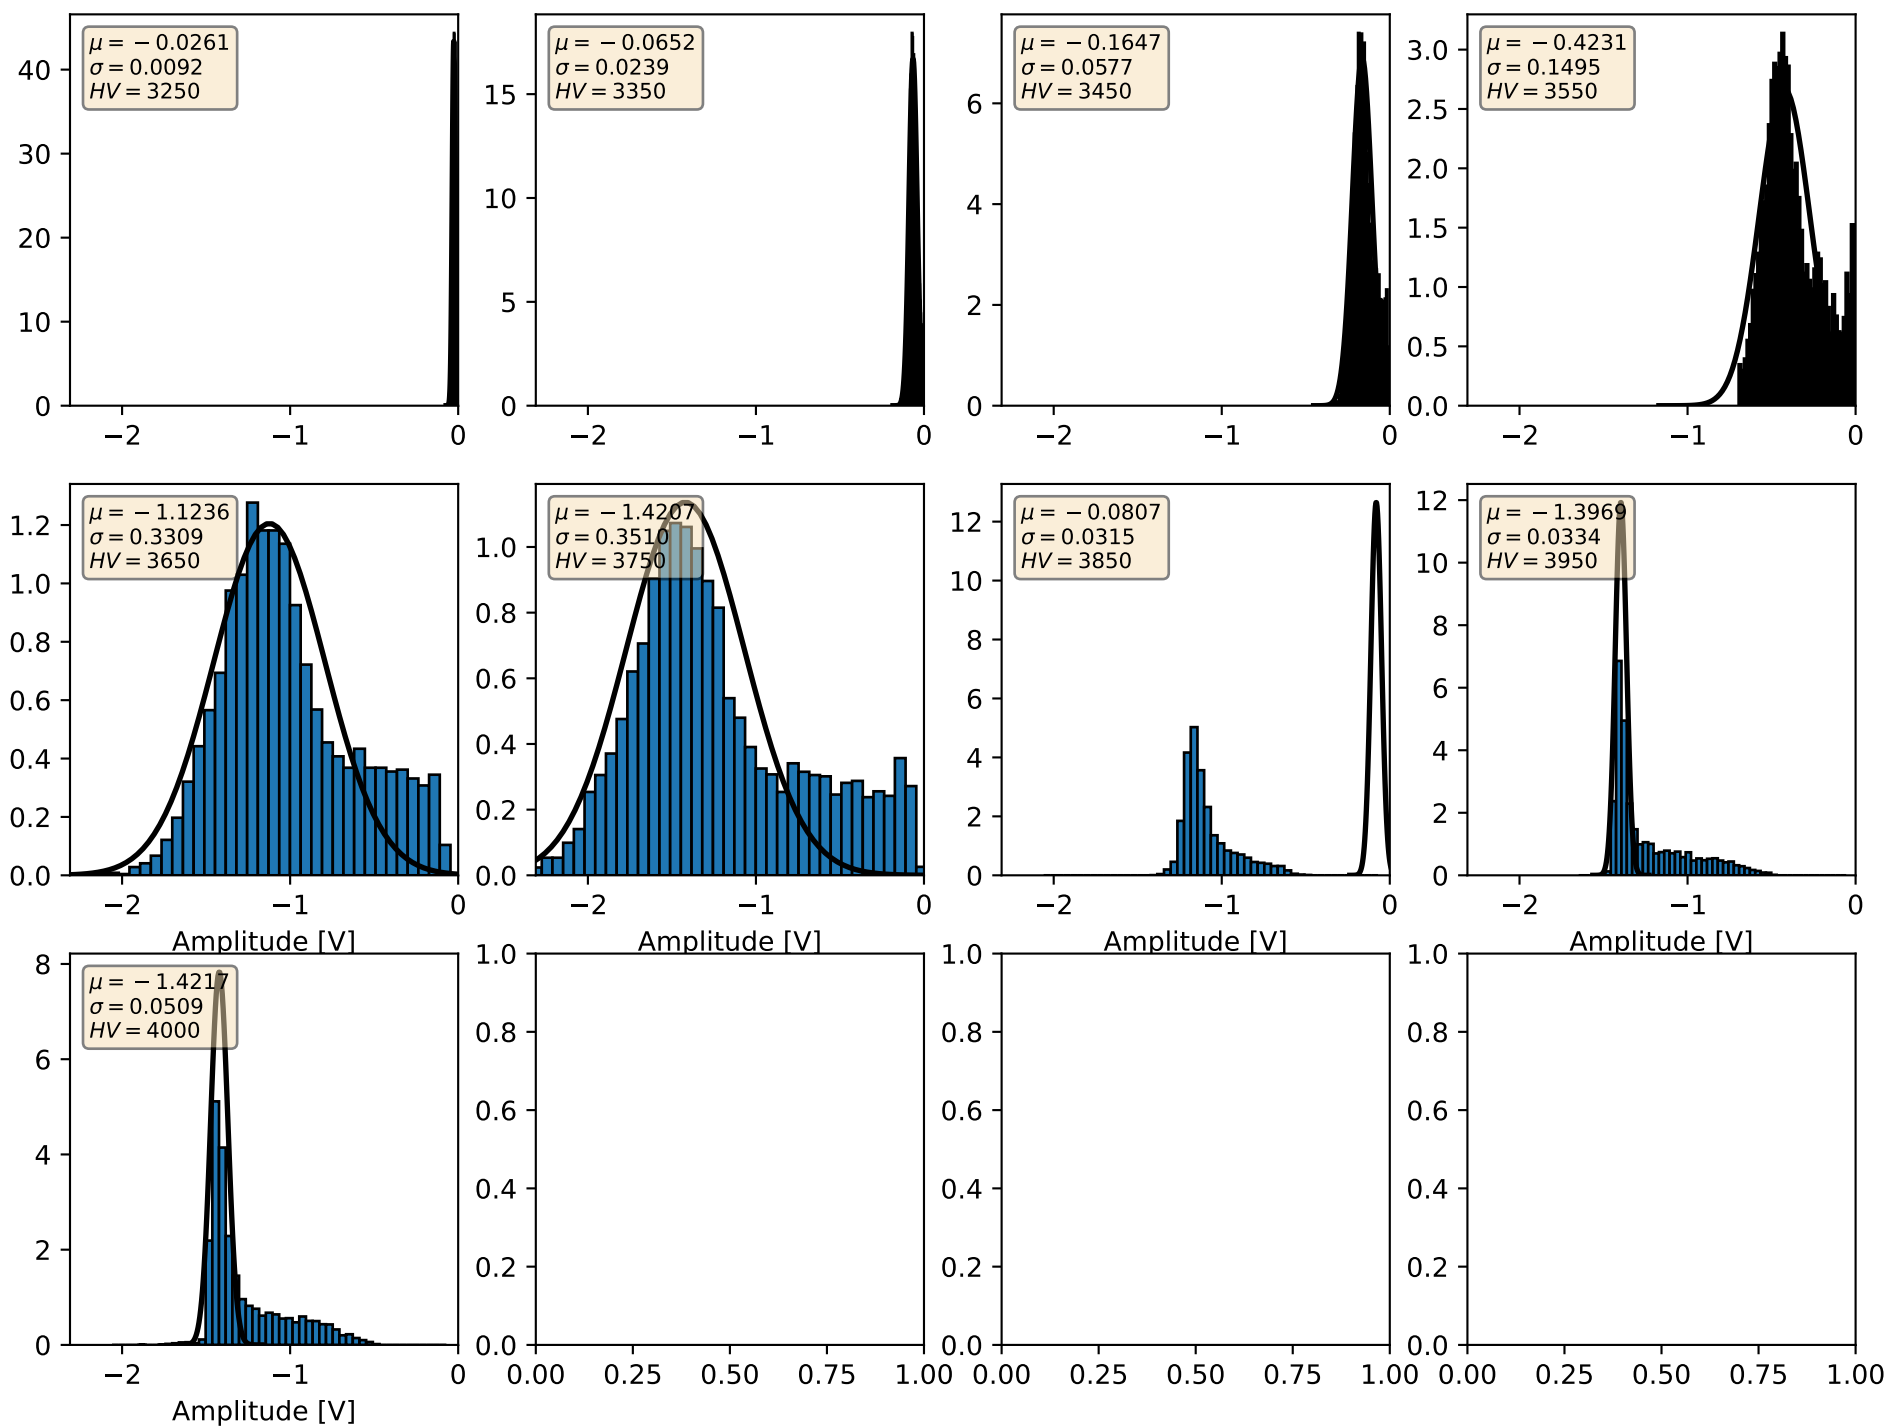 μ = −0.0261
σ = 0.0092
HV = 3250
40
30
20
10
0
−2 −1 0
μ = −0.0652
σ = 0.0239
HV = 3350
15
10
5
0
−2 −1 0
μ = −0.1647
σ = 0.0577
HV = 3450
6
4
2
0
−2 −1 0
μ = −0.4231
σ = 0.1495
HV = 3550
3.0
2.5
2.0
1.5
1.0
0.5
0.0
−2 −1 0
μ = −1.1236
σ = 0.3309
HV = 3650
1.2
1.0
0.8
0.6
0.4
0.2
0.0
−2 −1 0
Amplitude [V]
μ = −1.4207
σ = 0.3510
HV = 3750
1.0
0.8
0.6
0.4
0.2
0.0
−2 −1 0
Amplitude [V]
μ = −0.0807
σ = 0.0315
HV = 3850
12
10
8
6
4
2
0
−2 −1 0
Amplitude [V]
μ = −1.3969
σ = 0.0334
HV = 3950
12
10
8
6
4
2
0
−2 −1 0
Amplitude [V]
μ = −1.4217
σ = 0.0509
HV = 4000
8
6
4
2
0
−2 −1 0
Amplitude [V]
1.0
0.8
0.6
0.4
0.2
0.0
0.00 0.25 0.50 0.75 1.00
1.0
0.8
0.6
0.4
0.2
0.0
0.00 0.25 0.50 0.75 1.00
1.0
0.8
0.6
0.4
0.2
0.0
0.00 0.25 0.50 0.75 1.00